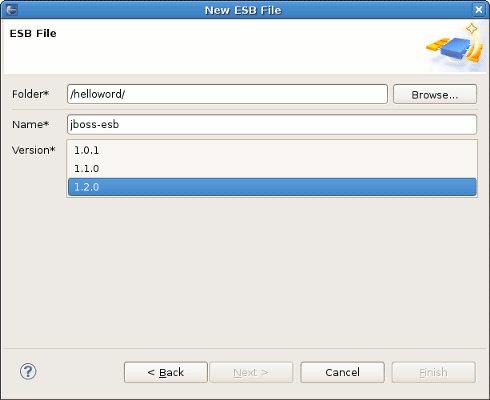 New ESB File
ESB File
Folder* /helloword/ Browse...
Name* jboss-esb
Version* 1.0.1
1.1.0
1.2.0
? < Back Next > Cancel Finish